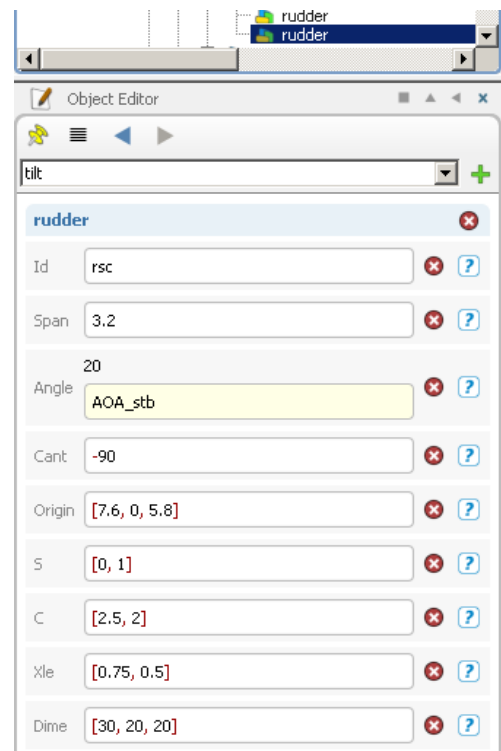 rudder
rudder
Object Editor
tilt
rudder
Id rsc
Span 3.2
20
Angle AOA_stb
Cant -90
Origin [7.6, 0, 5.8]
S [0, 1]
C [2.5, 2]
Xle [0.75, 0.5]
Dime [30, 20, 20]